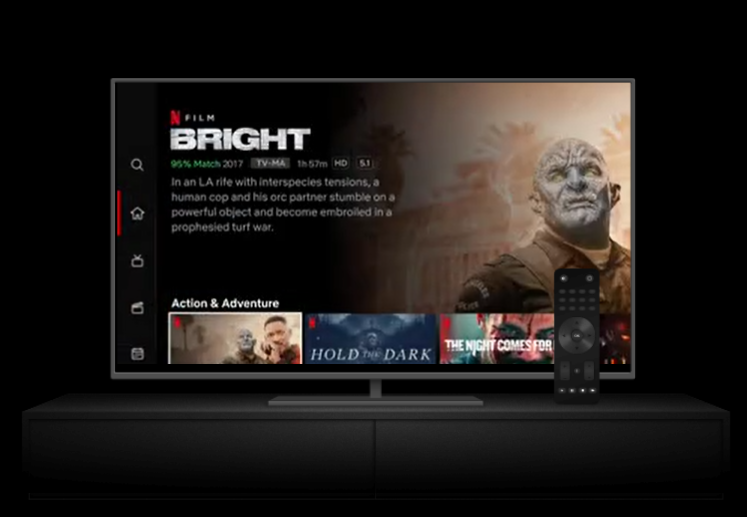 N FILM
BRIGHT
95% Match 2017 TV-MA 1h 57m HD 5.1
In an LA rife with interspecies tensions, a
human cop and his orc partner stumble on a
powerful object and become embroiled in a
prophesied turf war.
Action & Adventure
HOLD THE DARK
THE NIGHT COMES FOR